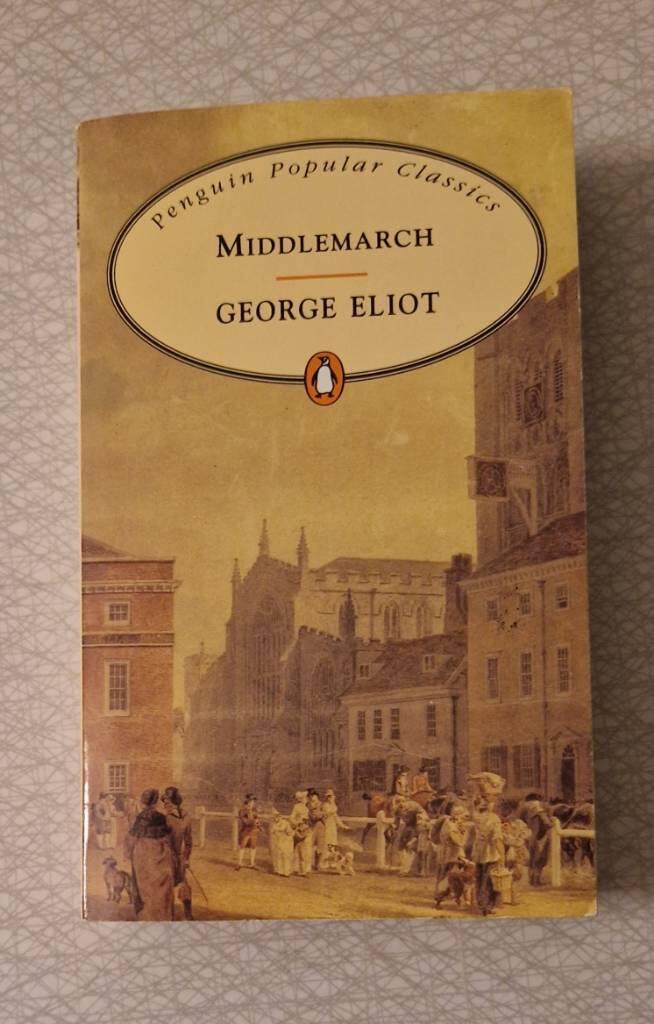 Penguin Popular Classics
MIDDLEMARCH
GEORGE ELIOT